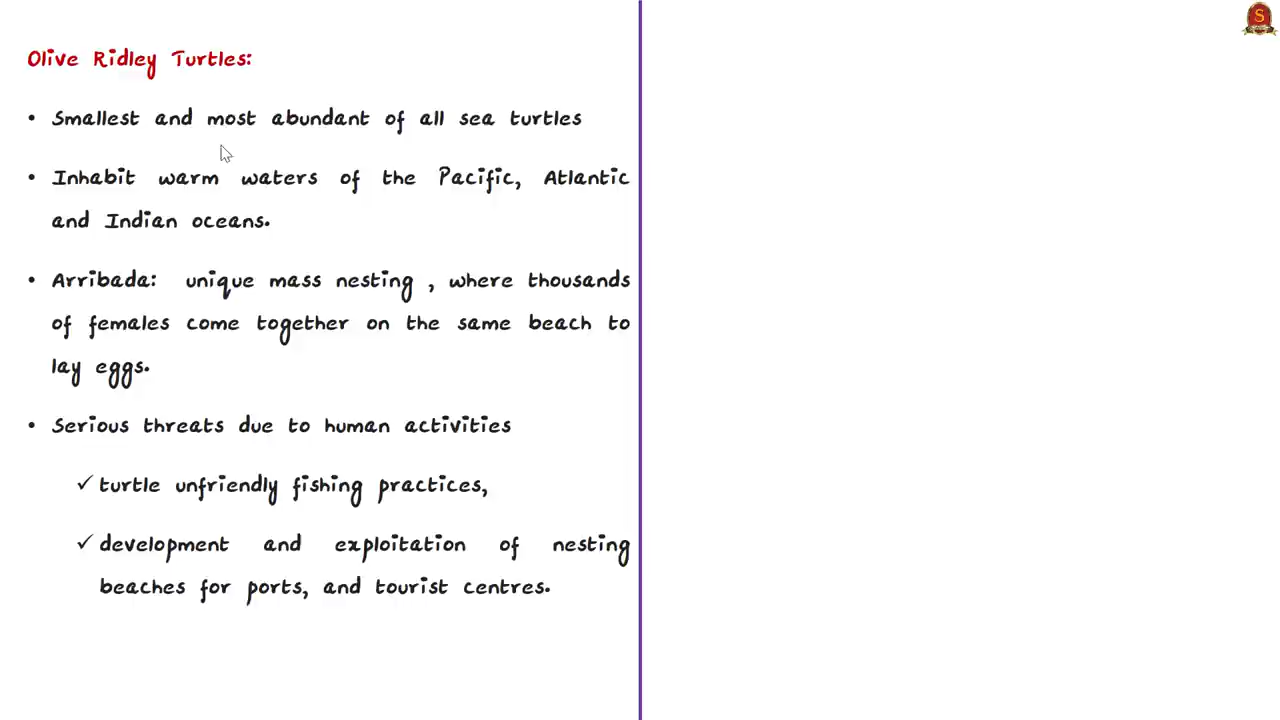 Olive Ridley Turtles:
• Smallest and most abundant of all sea turtles
• Inhabit warm waters of the Pacific, Atlantic
and Indian oceans.
• Arribada: unique mass nesting , where thousands
of females come together on the same beach to
lay eggs.
• Serious threats due to human activities
✓ turtle unfriendly fishing practices,
✓ development and exploitation of nesting
beaches for ports, and tourist centres.
S